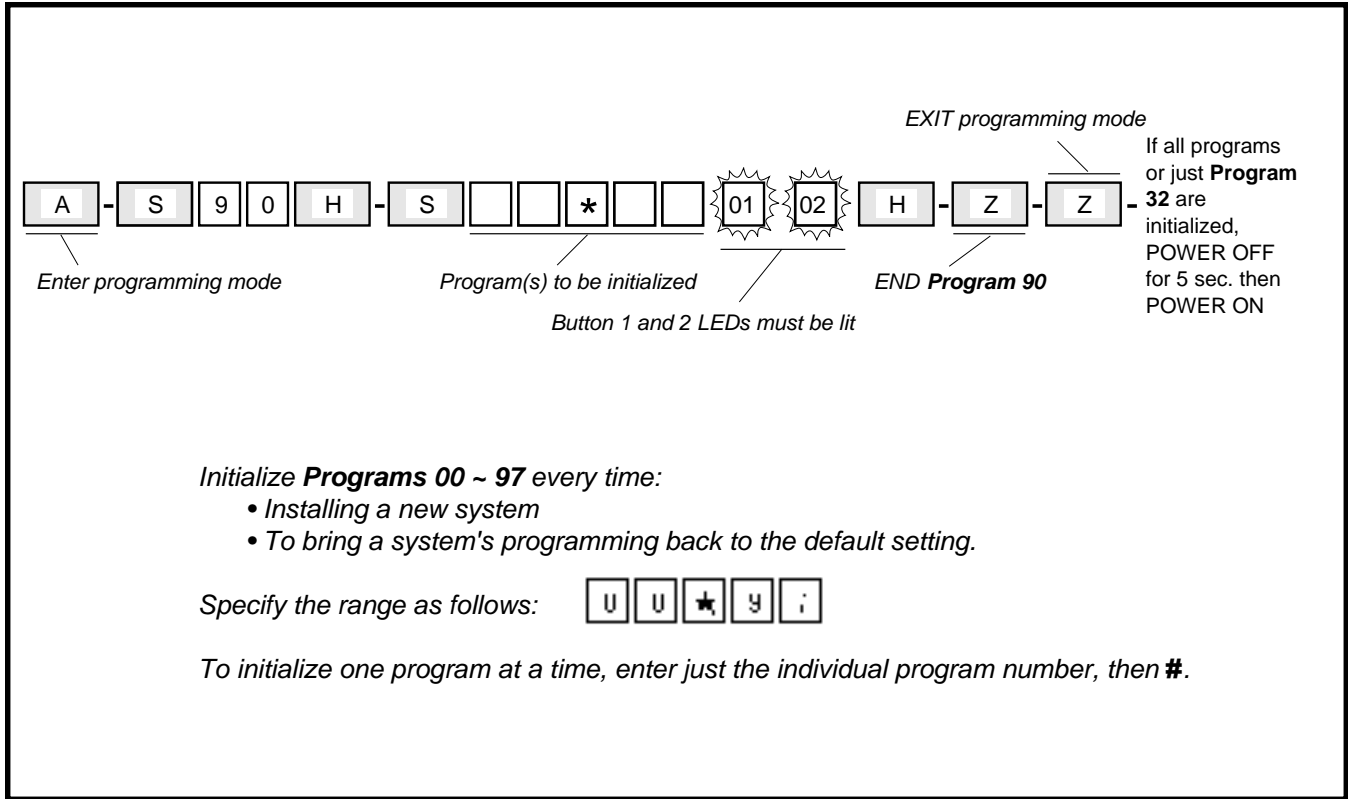 EXIT programming mode
If all programs
or just Program
32 are
initialized,
POWER OFF
for 5 sec. then
POWER ON
A - S 9 0 H - S * 01 02 H - Z - Z -
Enter programming mode
Program(s) to be initialized
END Program 90
Button 1 and 2 LEDs must be lit
Initialize Programs 00 ~ 97 every time:
• Installing a new system
• To bring a system's programming back to the default setting.
Specify the range as follows: U U ★ y ;
To initialize one program at a time, enter just the individual program number, then #.